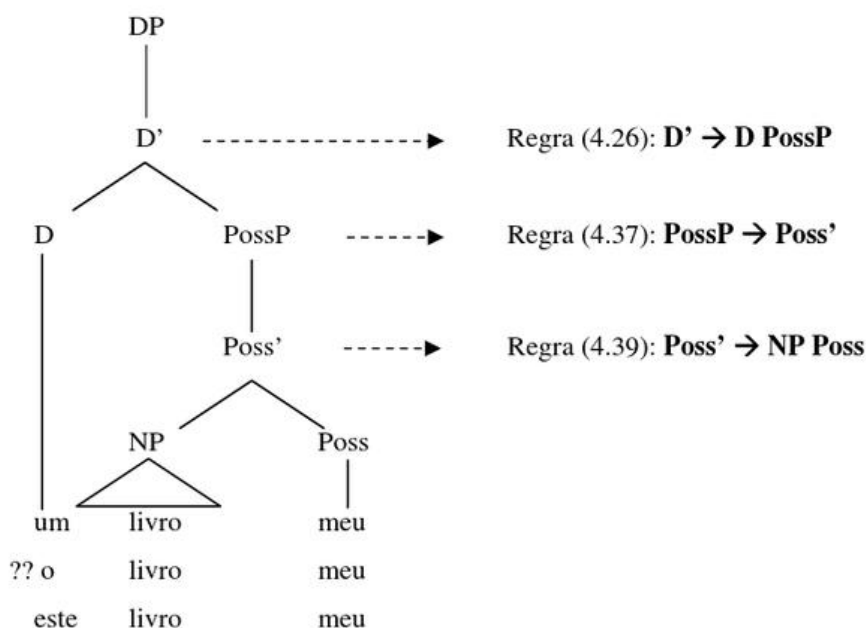 DP
D’ Regra (4.26): D’ → D PossP
D PossP Regra (4.37): PossP → Poss’
Poss’ Regra (4.39): Poss’ → NP Poss
NP Poss
um livro meu
?? o livro meu
este livro meu